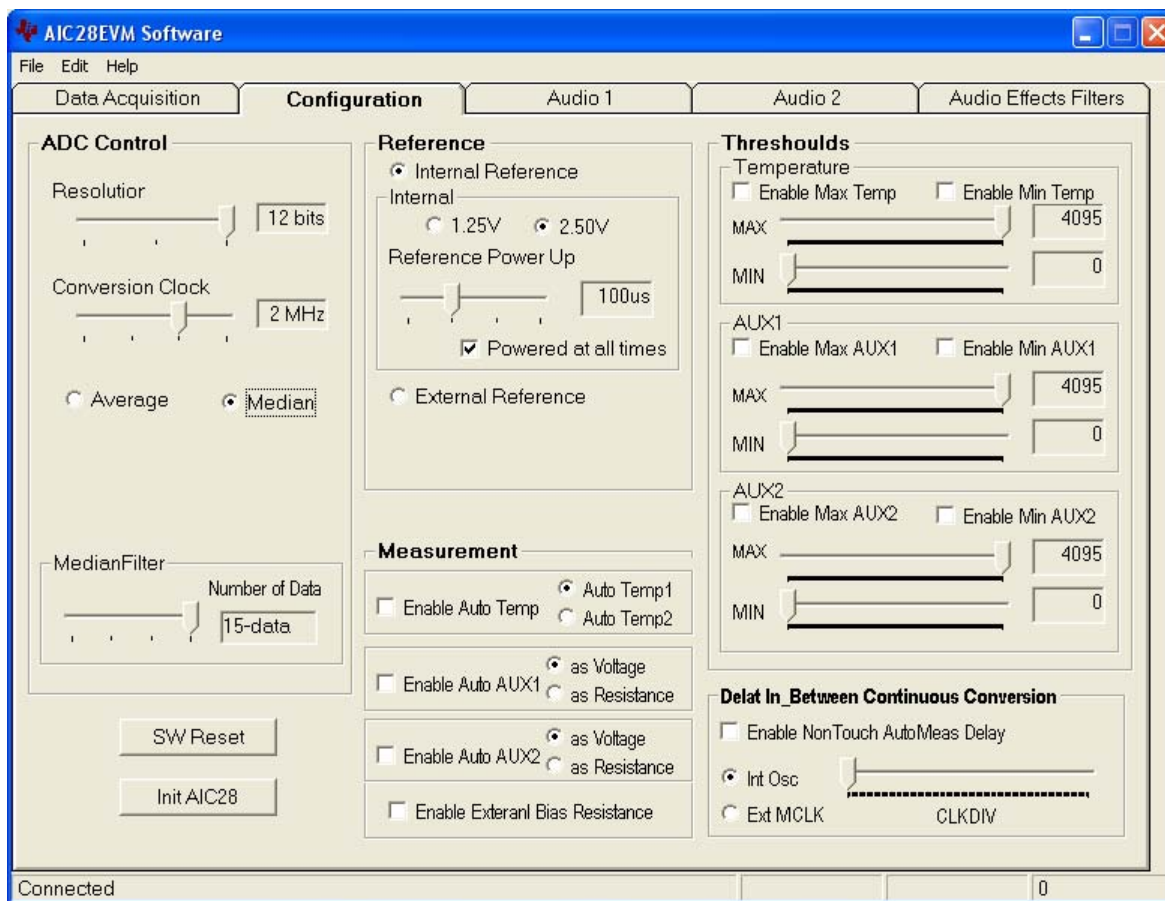 AIC28EVM Software
File Edit Help
Data Acquisition Configuration Audio 1 Audio 2 Audio Effects Filters
ADC Control
Resolutior
12 bits
Conversion Clock
2 MHz
Average Median
MedianFilter
Number of Data
15-data
SW Reset
Init AIC28
Reference
Internal Reference
Internal
1.25V 2.50V
Reference Power Up
100us
Powered at all times
External Reference
Measurement
Enable Auto Temp
Auto Temp1
Auto Temp2
Enable Auto AUX1
as Voltage
as Resistance
Enable Auto AUX2
as Voltage
as Resistance
Enable Exteranl Bias Resistance
Threshoulds
Temperature
Enable Max Temp Enable Min Temp
MAX 4095
MIN 0
AUX1
Enable Max AUX1 Enable Min AUX1
MAX 4095
MIN 0
AUX2
Enable Max AUX2 Enable Min AUX2
MAX 4095
MIN 0
Delat In_Between Continuous Conversion
Enable NonTouch AutoMeas Delay
Int Osc
Ext MCLK CLKDIV
Connected 0